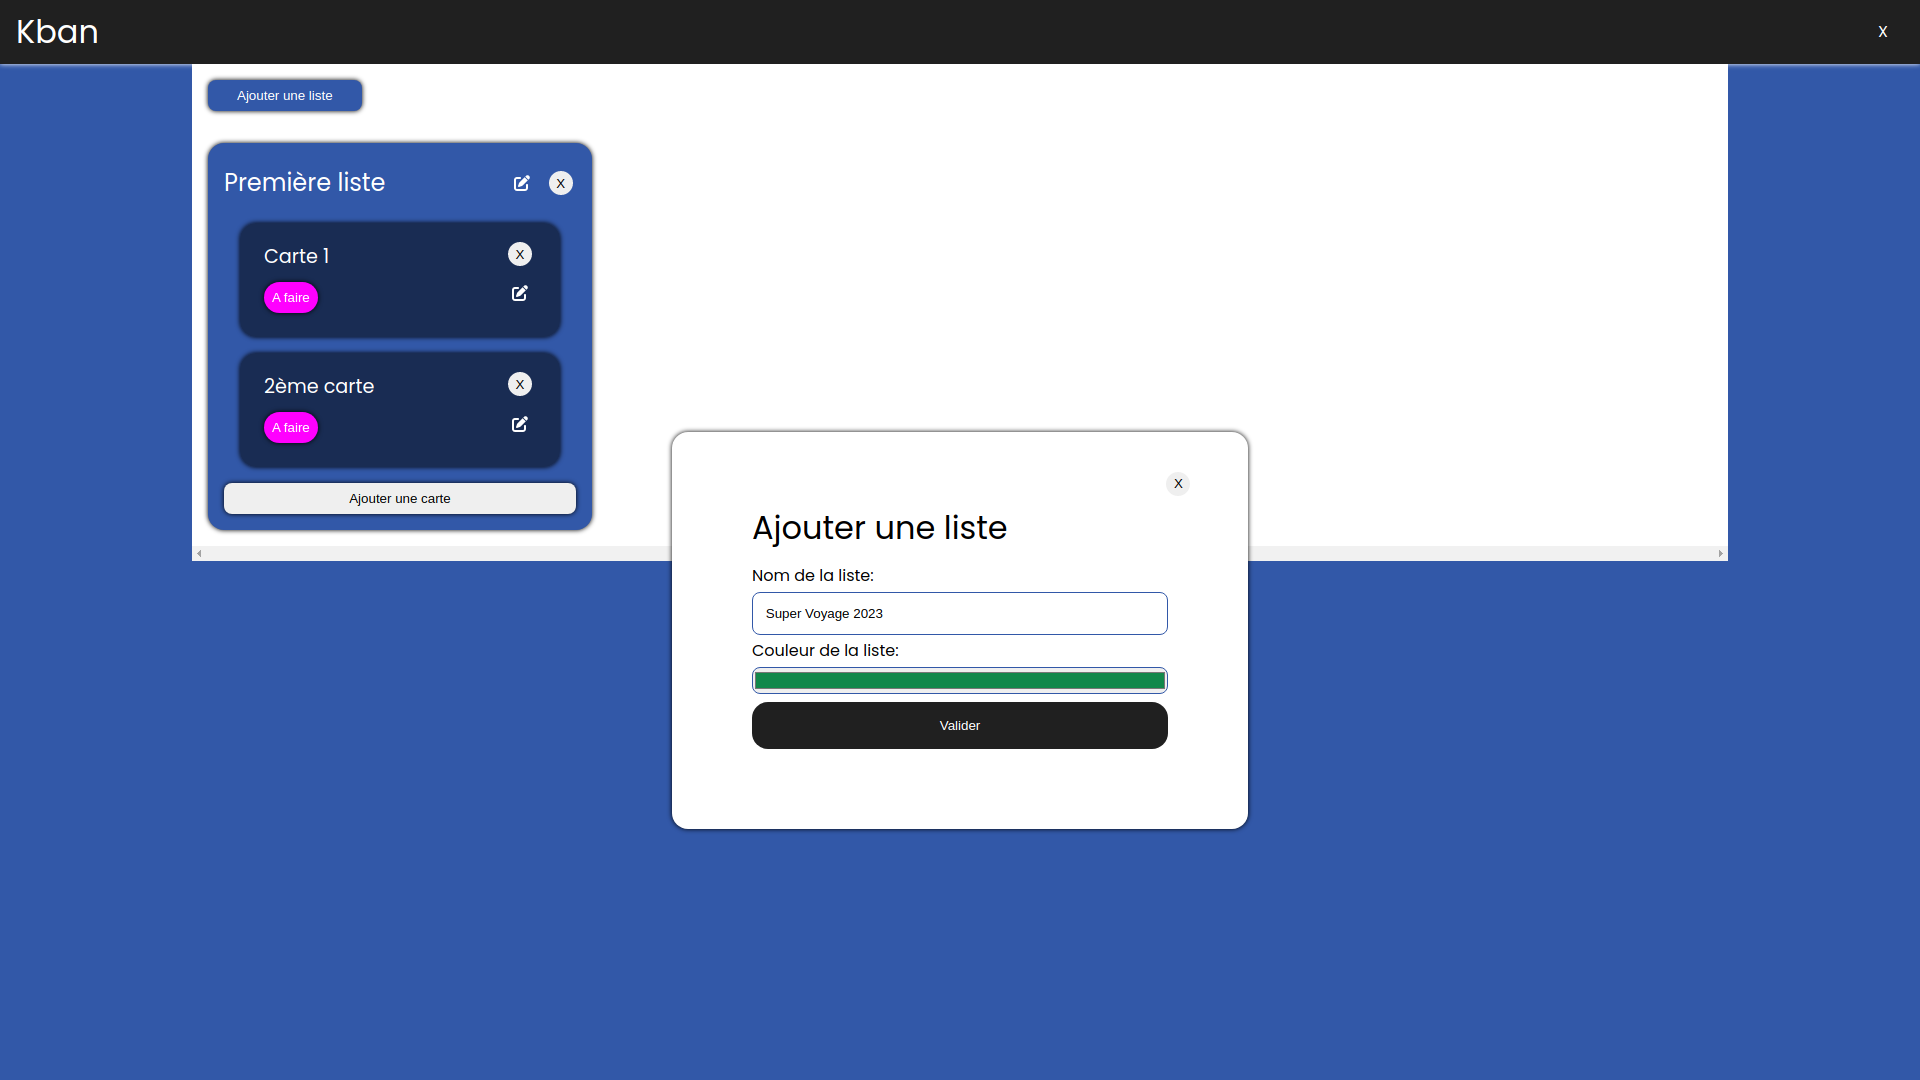 Kban
X
Ajouter une liste
Première liste
X
Carte 1
X
A faire
2ème carte
X
A faire
Ajouter une carte
X
Ajouter une liste
Nom de la liste:
Super Voyage 2023
Couleur de la liste:
Valider